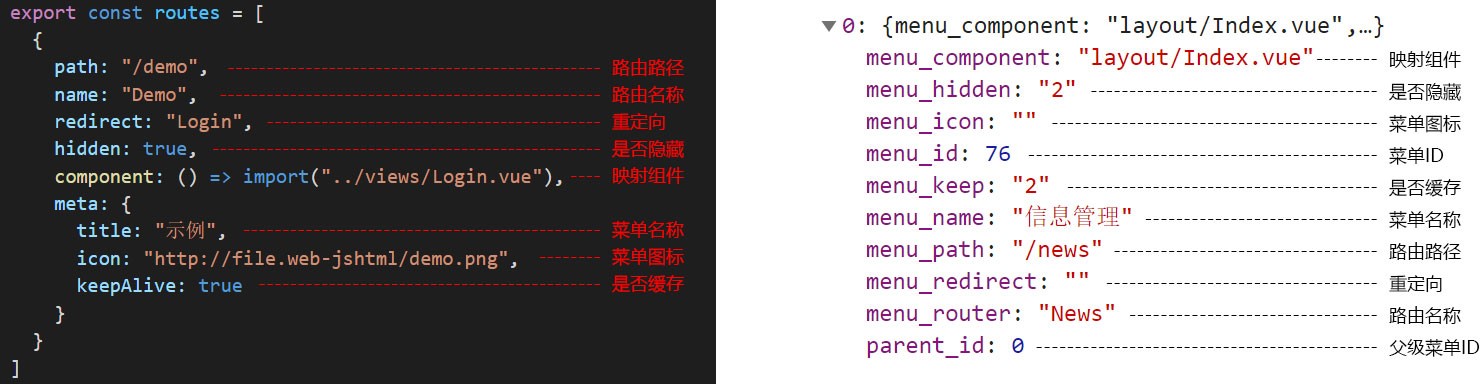 export const routes = [
{
path: "/demo", 路由路径
name: "Demo", 路由名称
redirect: "Login", 重定向
hidden: true, 是否隐藏
component: () => import("../views/Login.vue"), 映射组件
meta: {
title: "示例", 菜单名称
icon: "http://file.web-jshtml/demo.png", 菜单图标
keepAlive: true 是否缓存
}
}
]
0: {menu_component: "layout/Index.vue",…}
menu_component: "layout/Index.vue" 映射组件
menu_hidden: "2" 是否隐藏
menu_icon: "" 菜单图标
menu_id: 76 菜单ID
menu_keep: "2" 是否缓存
menu_name: "信息管理" 菜单名称
menu_path: "/news" 路由路径
menu_redirect: "" 重定向
menu_router: "News" 路由名称
parent_id: 0 父级菜单ID